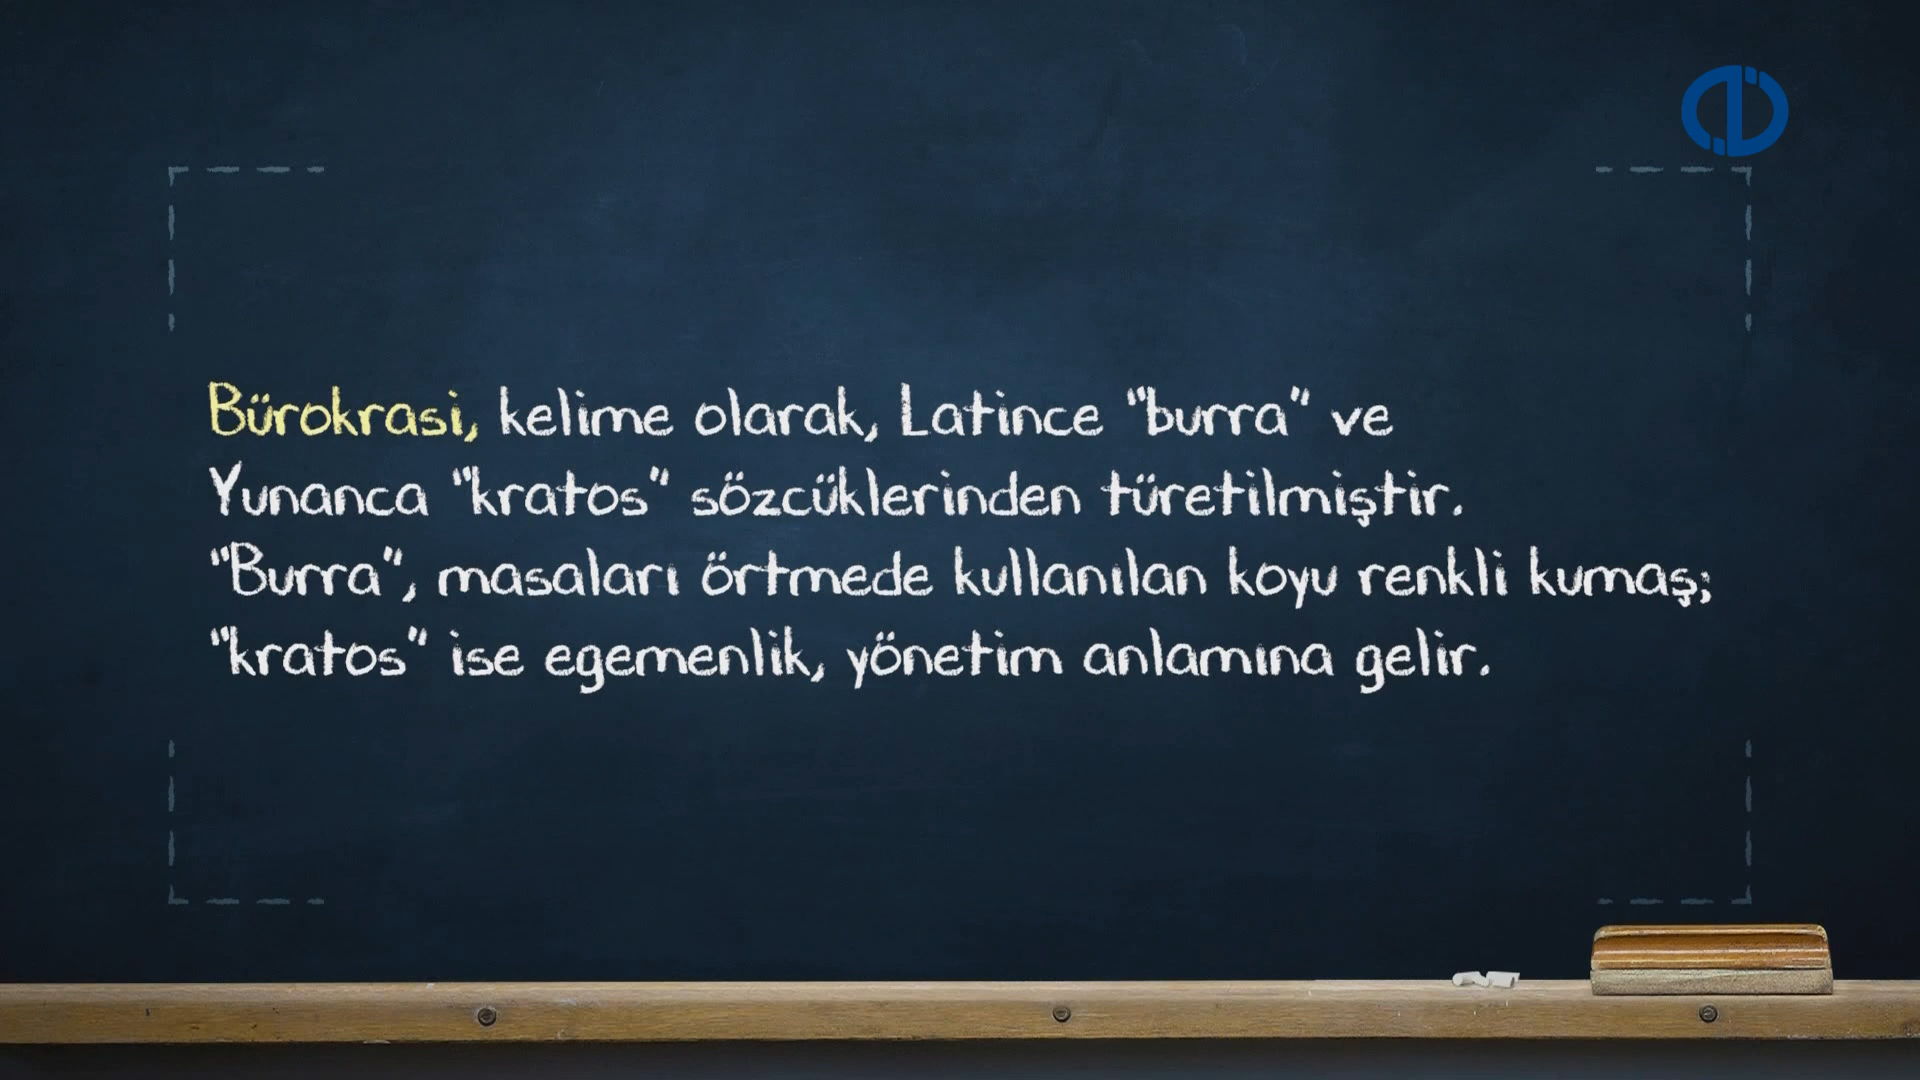 Bürokrasi, kelime olarak, Latince "burra" ve
Yunanca "kratos" sözcüklerinden türetilmiştir.
"Burra", masaları örtmede kullanılan koyu renkli kumaş;
"kratos" ise egemenlik, yönetim anlamına gelir.